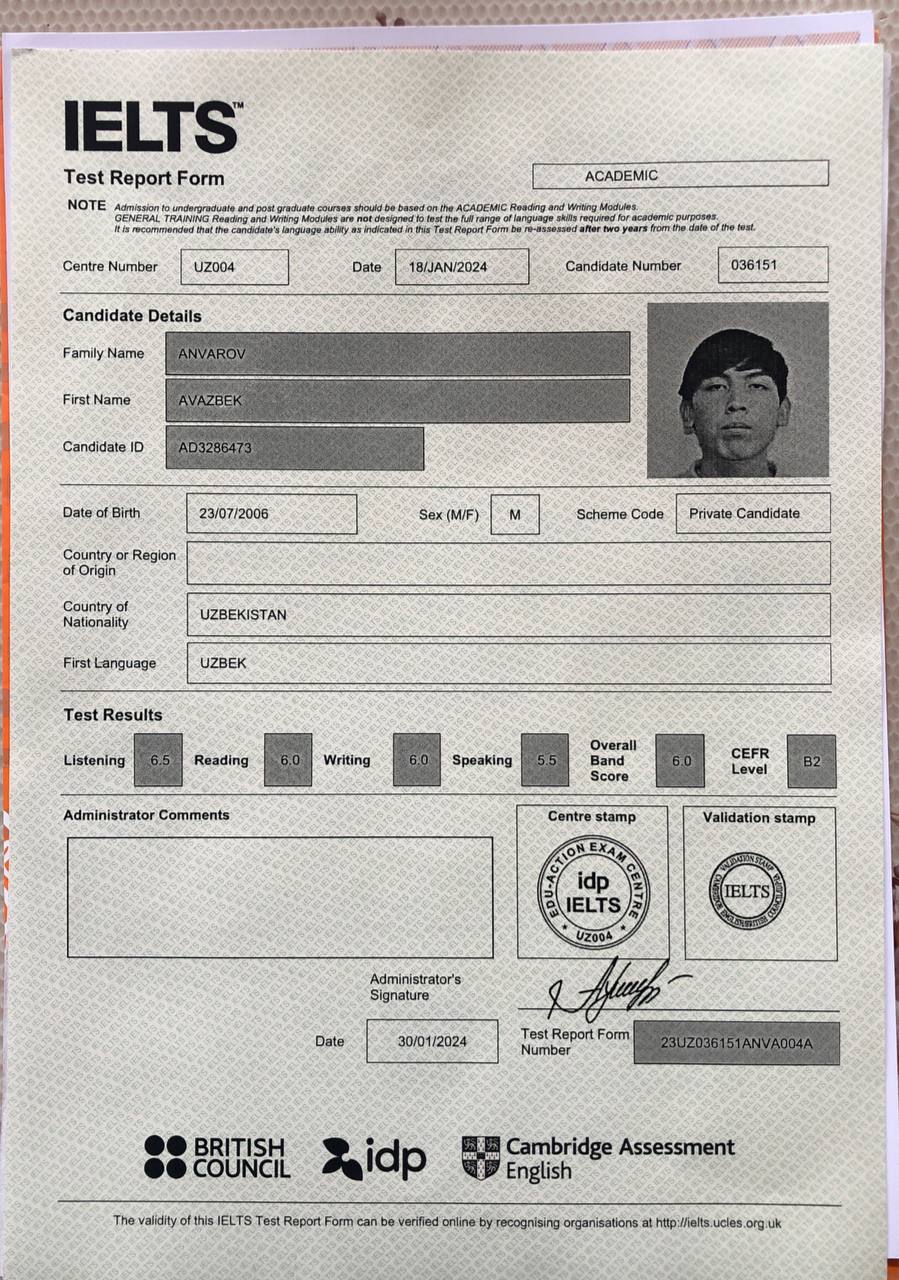 IELTS™
Test Report Form
ACADEMIC
NOTE Admission to undergraduate and post graduate courses should be based on the ACADEMIC Reading and Writing Modules.
GENERAL TRAINING Reading and Writing Modules are not designed to test the full range of language skills required for academic purposes.
It is recommended that the candidate's language ability as indicated in this Test Report Form be re-assessed after two years from the date of the test.
Centre Number UZ004 Date 18/JAN/2024 Candidate Number 036151
Candidate Details
Family Name ANVAROV
First Name AVAZBEK
Candidate ID AD3286473
Date of Birth 23/07/2006 Sex (M/F) M Scheme Code Private Candidate
Country or Region
of Origin
Country of
Nationality UZBEKISTAN
First Language UZBEK
Test Results
Listening 6.5 Reading 6.0 Writing 6.0 Speaking 5.5 Overall Band Score 6.0 CEFR Level B2
Administrator Comments
Centre stamp
EDU-ACTION EXAM CENTRE
idp
IELTS
UZ004
Validation stamp
IELTS
Administrator's
Signature
Date 30/01/2024
Test Report Form
Number 23UZ036151ANVA004A
BRITISH
COUNCIL
idp
Cambridge Assessment
English
The validity of this IELTS Test Report Form can be verified online by recognising organisations at http://ielts.ucles.org.uk